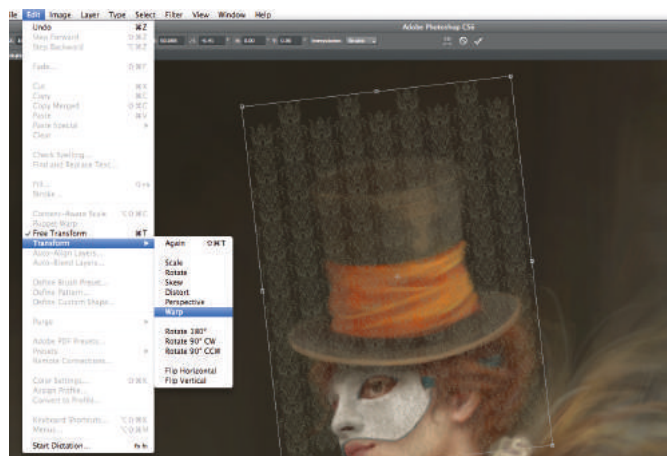 File Edit Image Layer Type Select Filter View Window Help
Adobe Photoshop CS6
Undo ⌘Z
Step Forward ⇧⌘Z
Step Backward ⌥⌘Z
Fade... ⇧⌘F
Cut ⌘X
Copy ⌘C
Copy Merged ⇧⌘C
Paste ⌘V
Paste Special
Clear
Check Spelling...
Find and Replace Text...
Fill...
Stroke...
Content-Aware Scale ⌥⇧⌘C
Puppet Warp
✓ Free Transform ⌘T
Transform ▶
Again ⇧⌘T
Scale
Rotate
Skew
Distort
Perspective
Warp
Rotate 180°
Rotate 90° CW
Rotate 90° CCW
Flip Horizontal
Flip Vertical
Auto-Align Layers...
Auto-Blend Layers...
Define Brush Preset...
Define Pattern...
Define Custom Shape...
Purge
Adobe PDF Presets...
Presets
Remote Connections...
Color Settings... ⇧⌘K
Assign Profile...
Convert to Profile...
Keyboard Shortcuts...
Menus...
Start Dictation... fn fn